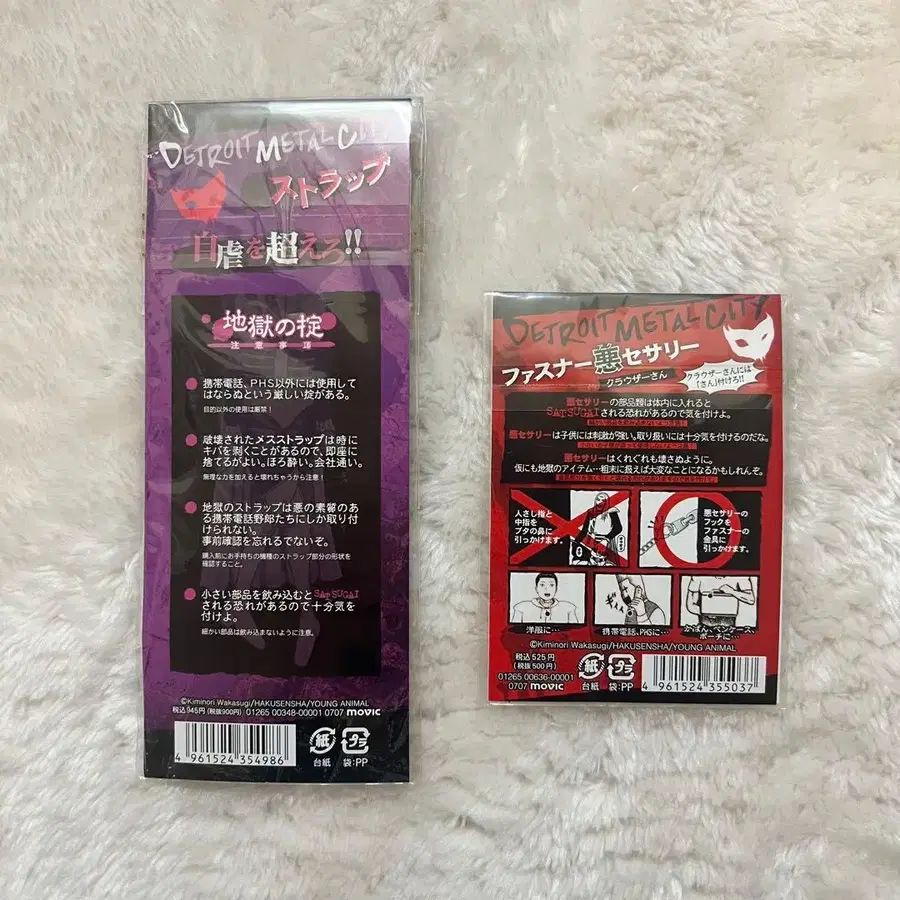 DETROIT METAL CITY
ストラップ
自虐を超えろ!!
地獄の掟
注意事項
携帯電話、PHS以外には使用して
はならぬという厳しい掟がある。
目的以外の使用は厳禁!
破壊されたメスストラップは時に
キバを剥くことがあるので、即座に
捨てるがよい。ほろ酔い。会社通い。
無理な力を加えると壊れちゃうから注意!
地獄のストラップは悪の素質のあ
る携帯電話野郎たちにしか取り付
けられない。
事前確認を忘れるでないぞ。
購入前にお手持ちの機種のストラップ部分の形状を
確認すること。
小さい部品を飲み込むとSATSUGAI
される恐れがあるので十分気を
付けよ。
細かい部品は飲み込まないように注意。
©Kiminori Wakasugi/HAKUSENSHA/YOUNG ANIMAL
税込945円(税抜900円) 01265 00348-00001 0707 movic
4 961524 354986
紙
台紙
プラ
袋:PP
DETROIT METAL CITY
ファスナー悪セサリー
クラウザーさん
クラウザーさんには
「さん」付けろ!!
悪セサリーの部品類は体内に入れると
SATSUGAIされる恐れがあるので気を付けよ。
悪セサリーは子供には刺激が強い。取り扱いには十分気を付けるのだな。
悪セサリーはくれぐれも壊さぬように。
仮にも地獄のアイテム…粗末に扱えば大変なことになるかもしれんぞ。
人さし指と
中指を
ブタの鼻に
引っかけます。
悪セサリーの
フックを
ファスナーの
金具に
引っかけます。
洋服に…
携帯電話、PHSに…
かばん、ペンケース、
ポーチに…
©Kiminori Wakasugi/HAKUSENSHA/YOUNG ANIMAL
税込525円
(税抜500円)
01265 00636-00001
0707 movic
紙
台紙
プラ
袋:PP
4 961524 355037